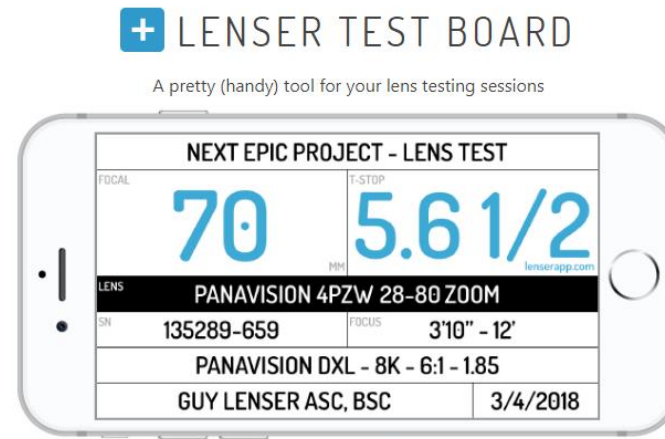 + LENSER TEST BOARD
A pretty (handy) tool for your lens testing sessions
NEXT EPIC PROJECT - LENS TEST
FOCAL 70 MM
T-STOP 5.6 1/2
lenserapp.com
LENS PANAVISION 4PZW 28-80 ZOOM
SN 135289-659 FOCUS 3'10" - 12'
PANAVISION DXL - 8K - 6:1 - 1.85
GUY LENSER ASC, BSC 3/4/2018